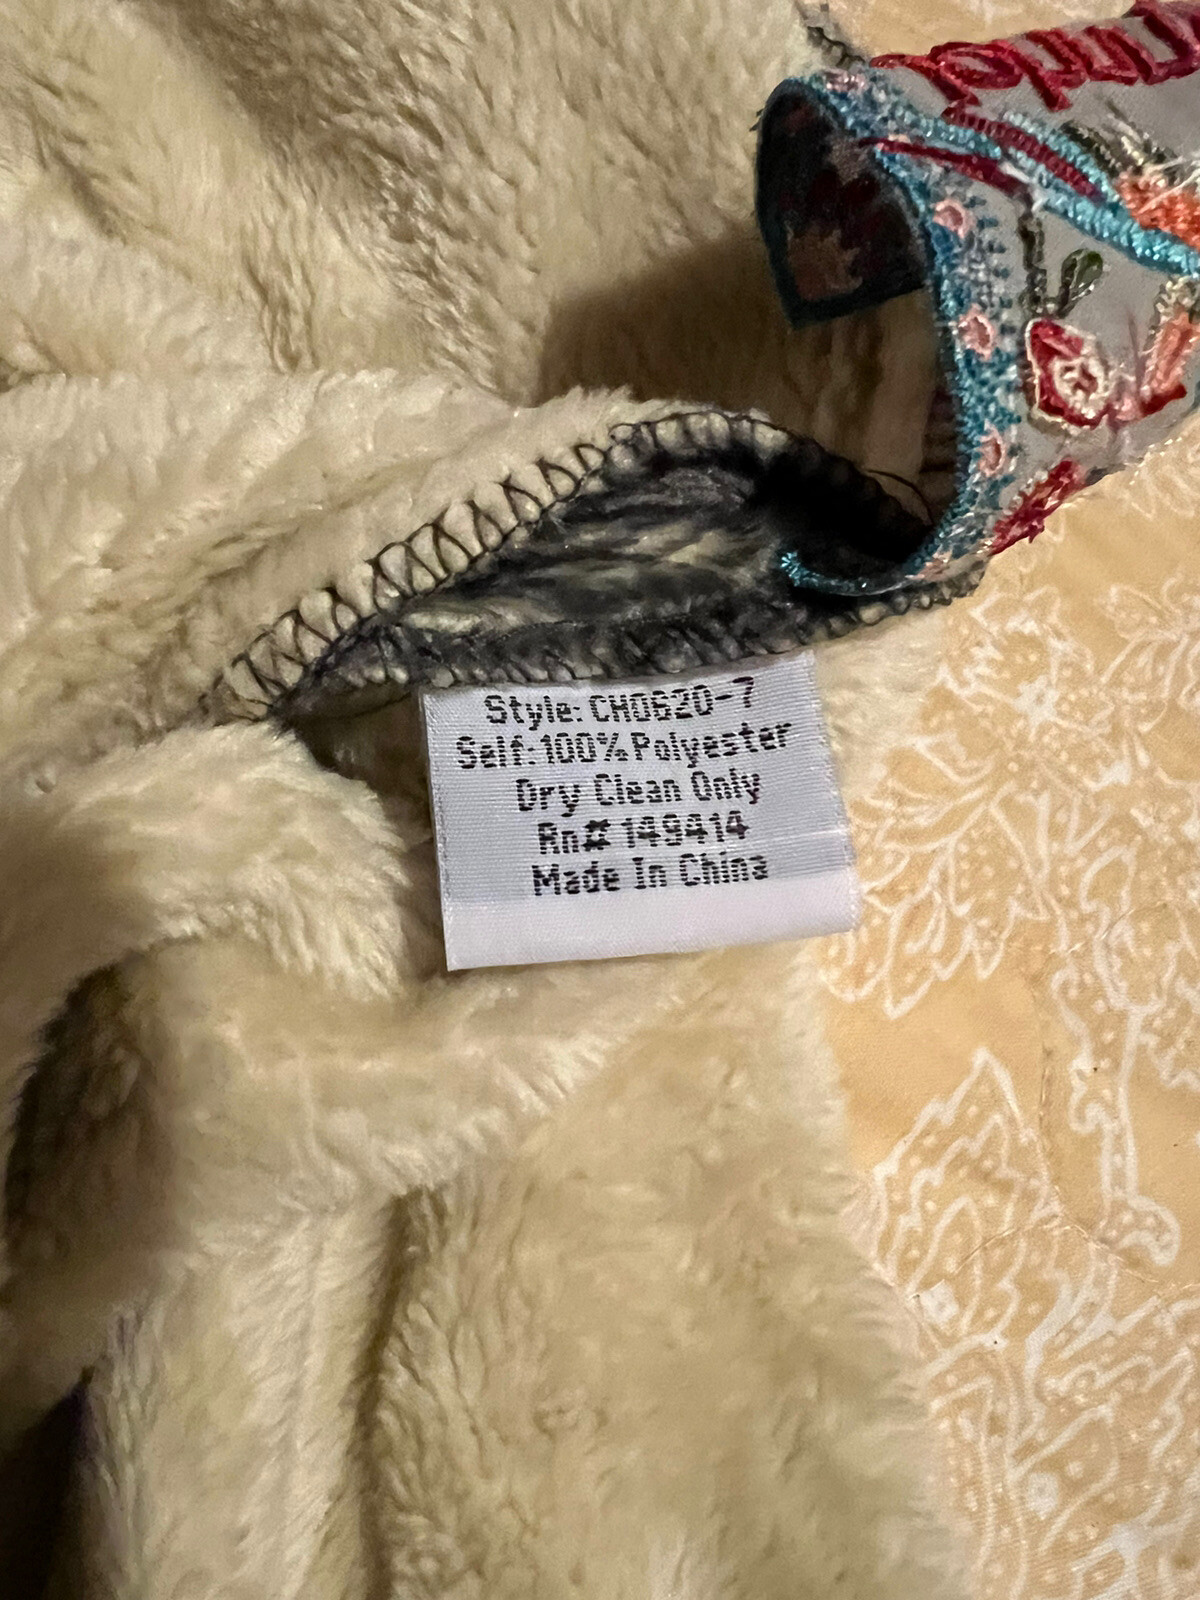 Style: CH0620-7
Self: 100% Polyester
Dry Clean Only
Rn# 149414
Made In China